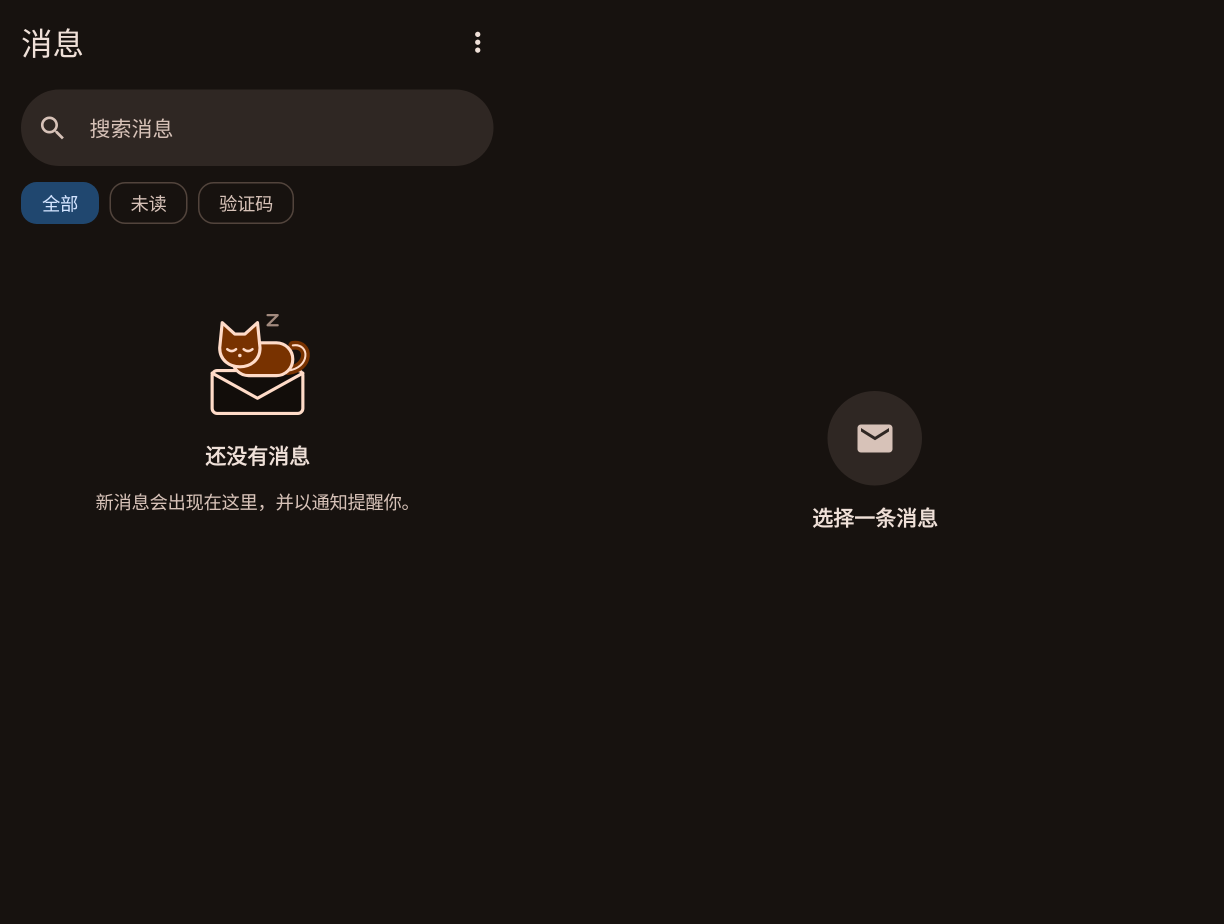 消息
搜索消息
全部
未读
验证码
Z
还没有消息
新消息会出现在这里，并以通知提醒你。
选择一条消息